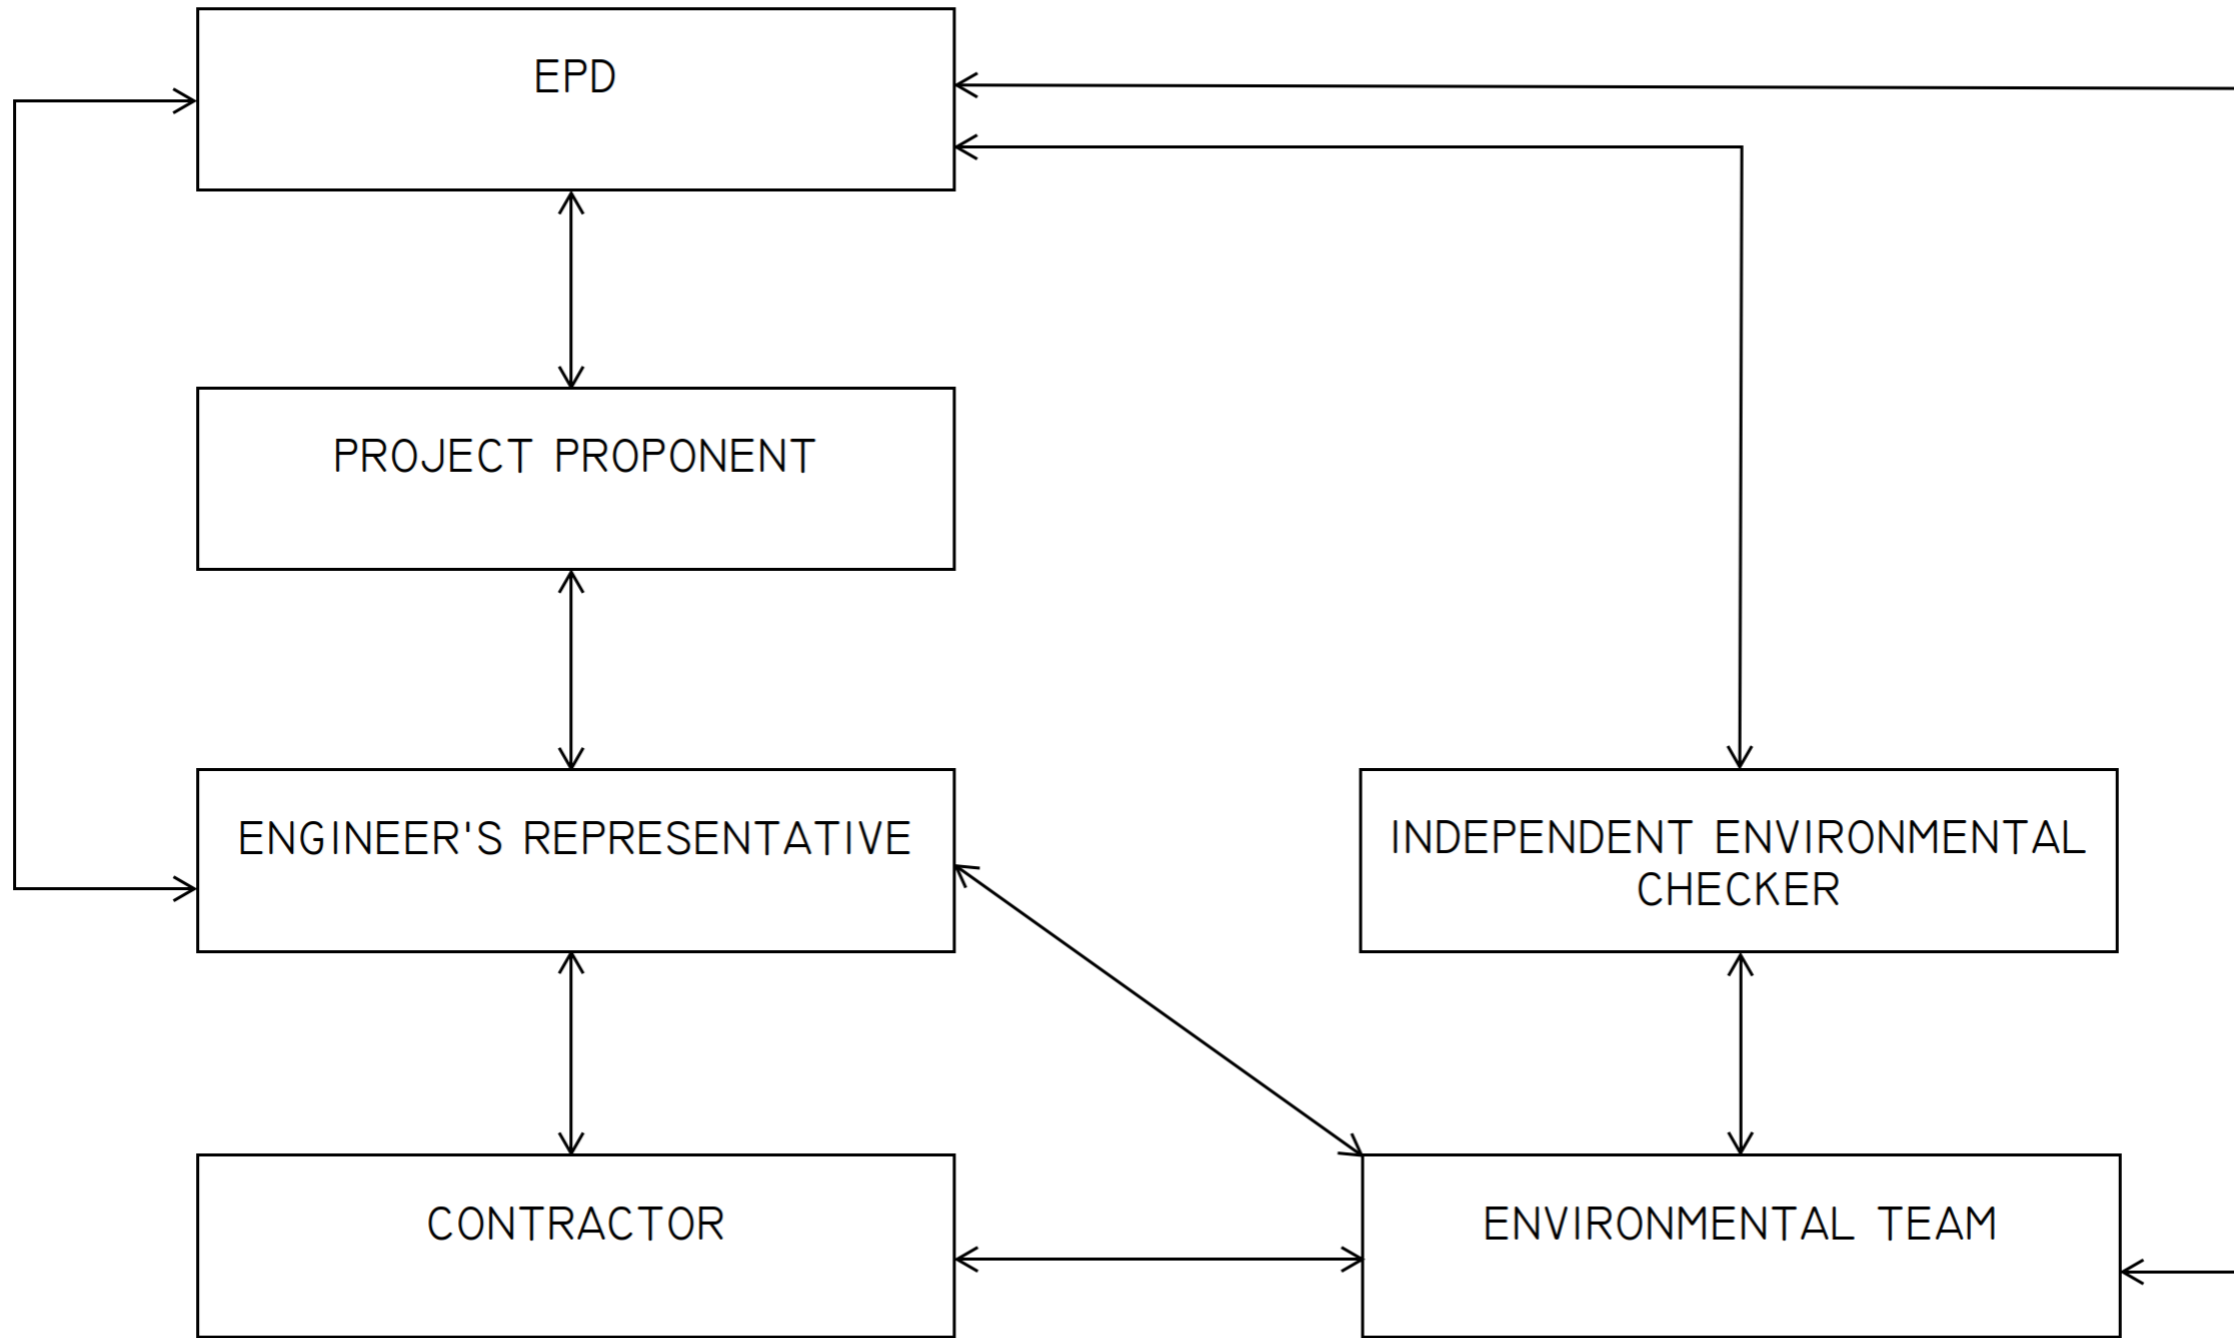 EPD
PROJECT PROPONENT
ENGINEER'S REPRESENTATIVE
INDEPENDENT ENVIRONMENTAL
CHECKER
CONTRACTOR
ENVIRONMENTAL TEAM